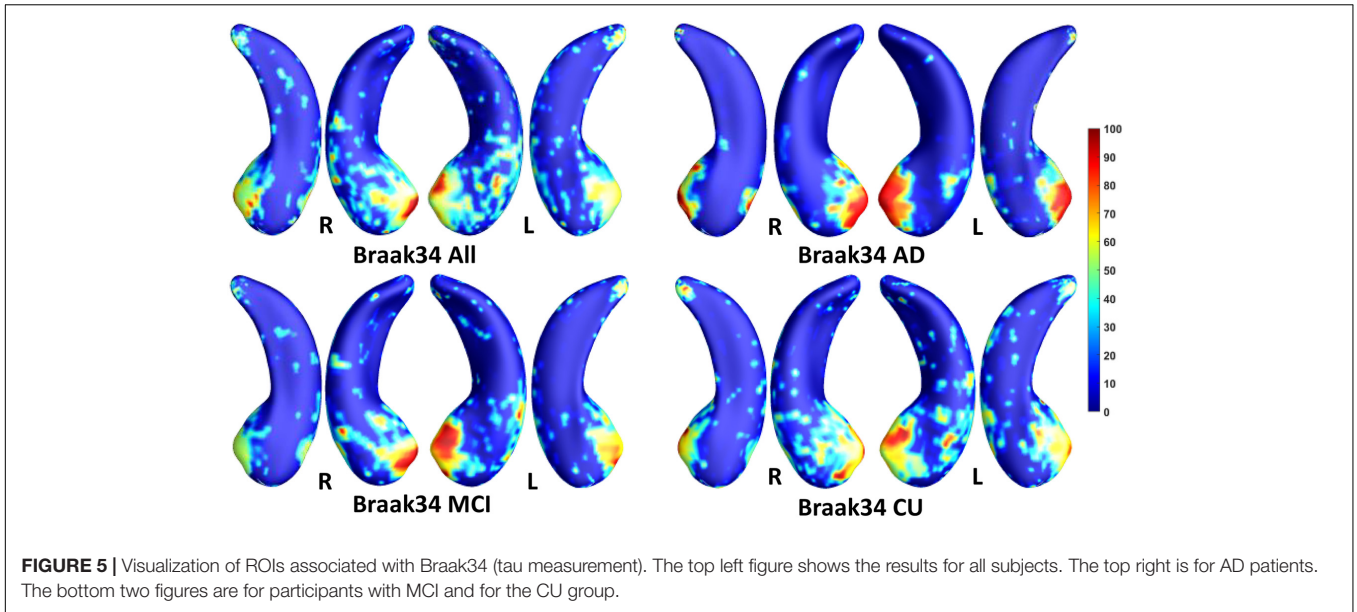 R
L
Braak34 All
R
L
Braak34 AD
100
90
80
70
60
50
40
30
20
10
0
R
L
Braak34 MCI
R
L
Braak34 CU
FIGURE 5 | Visualization of ROIs associated with Braak34 (tau measurement). The top left figure shows the results for all subjects. The top right is for AD patients.
The bottom two figures are for participants with MCI and for the CU group.